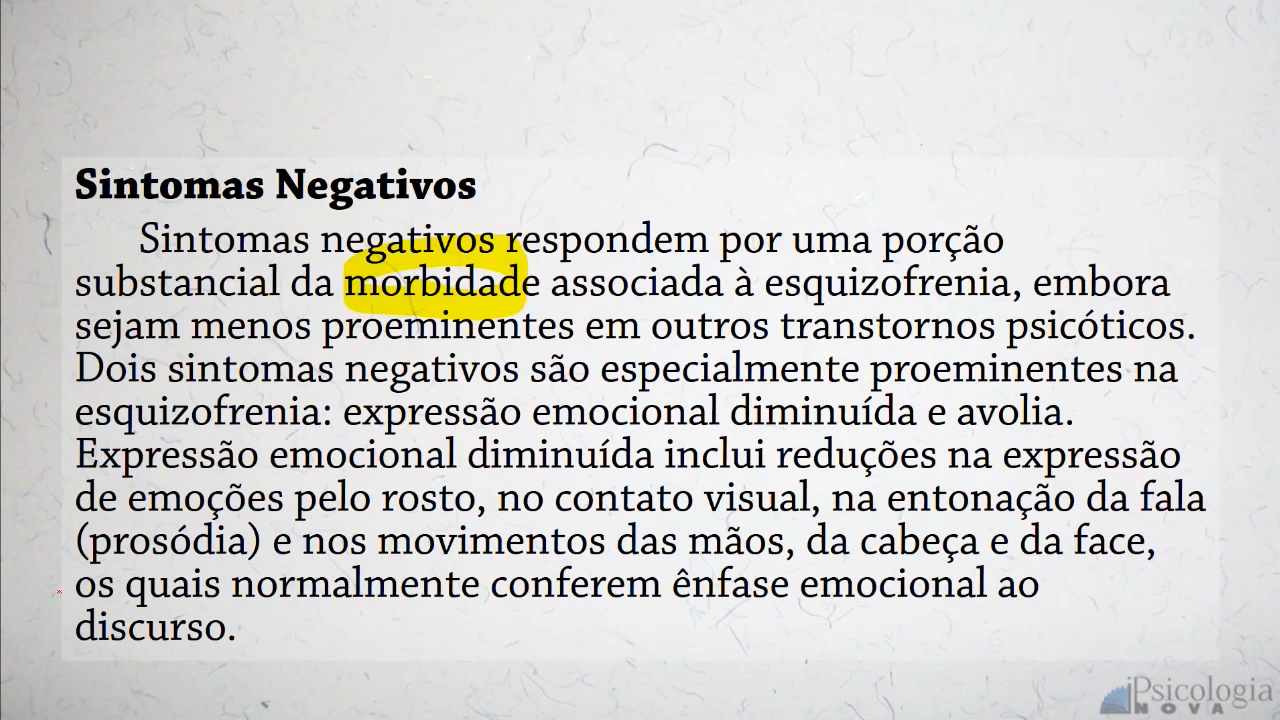 Sintomas Negativos
Sintomas negativos respondem por uma porção
substancial da morbidade associada à esquizofrenia, embora
sejam menos proeminentes em outros transtornos psicóticos.
Dois sintomas negativos são especialmente proeminentes na
esquizofrenia: expressão emocional diminuída e avolia.
Expressão emocional diminuída inclui reduções na expressão
de emoções pelo rosto, no contato visual, na entonação da fala
(prosódia) e nos movimentos das mãos, da cabeça e da face,
os quais normalmente conferem ênfase emocional ao
discurso.
Psicologia
NOVA